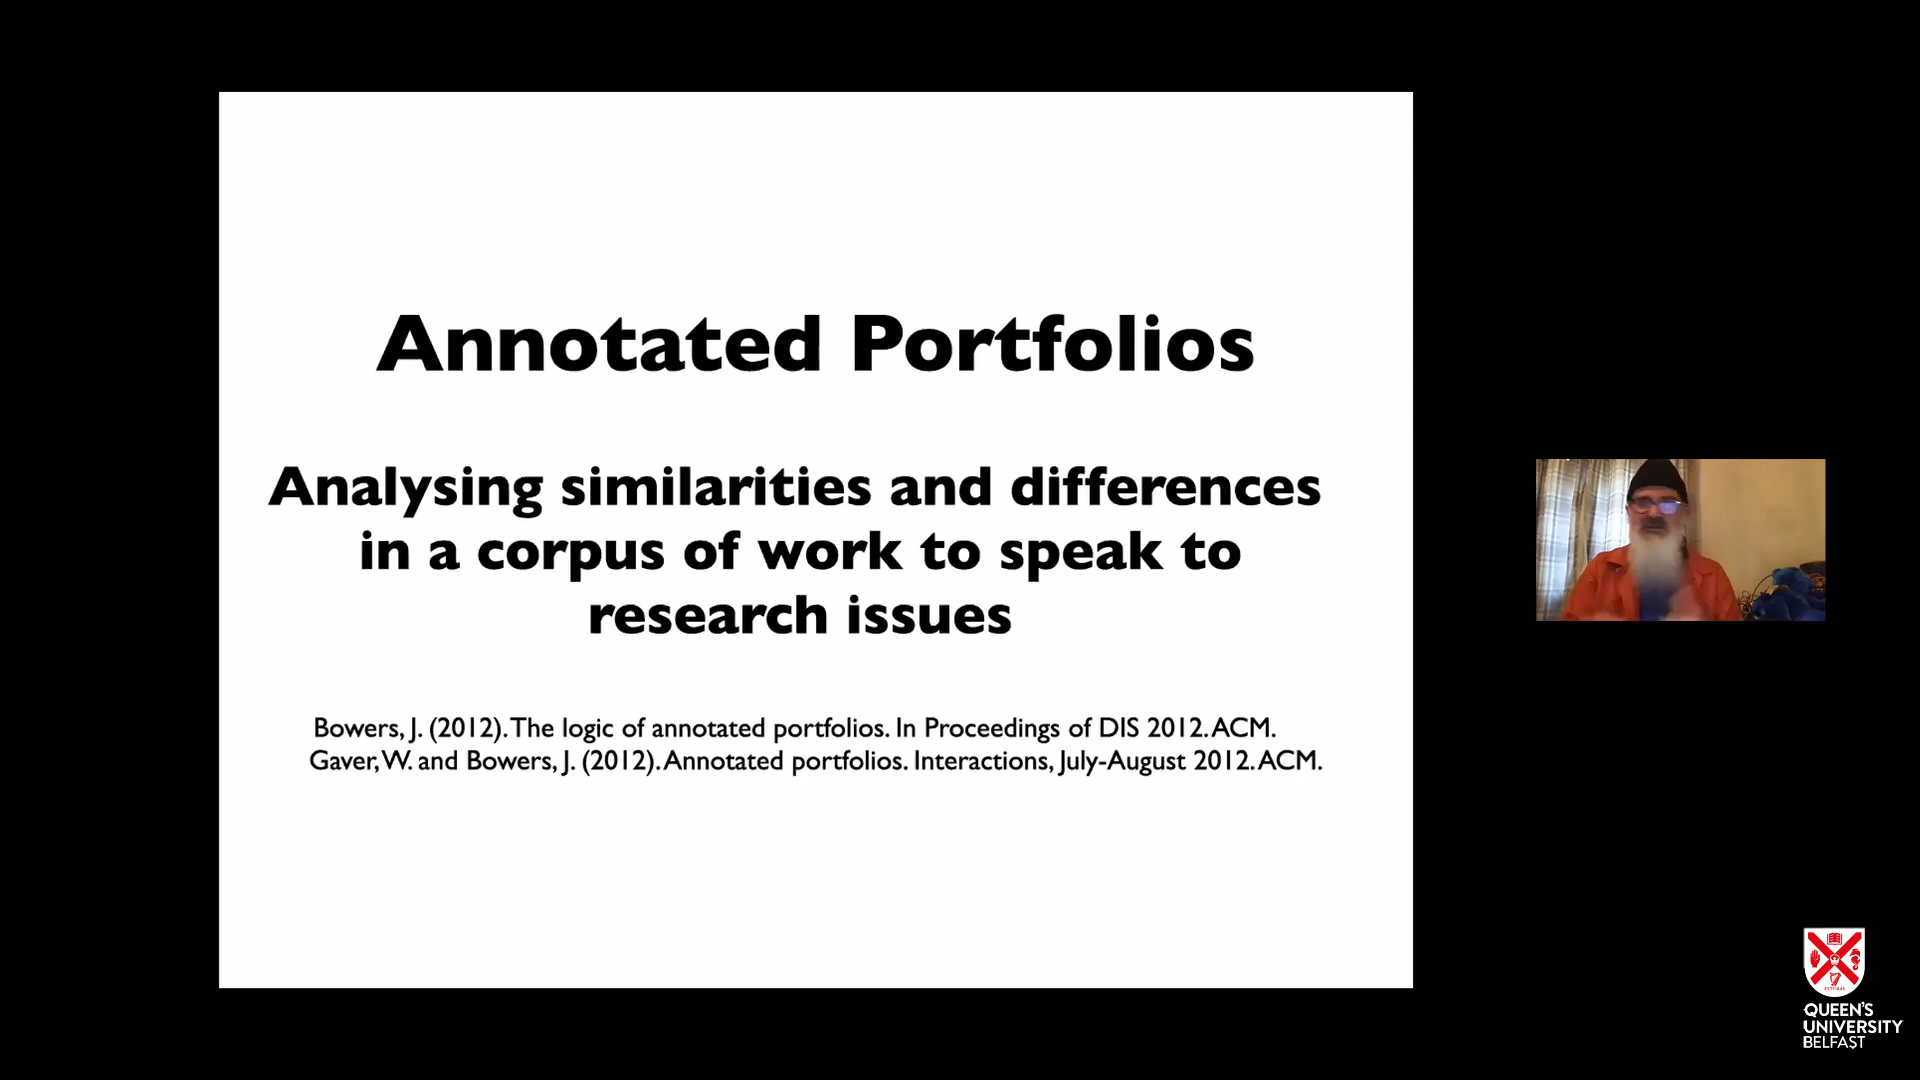 Annotated Portfolios
Analysing similarities and differences
in a corpus of work to speak to
research issues
Bowers, J. (2012). The logic of annotated portfolios. In Proceedings of DIS 2012. ACM.
Gaver, W. and Bowers, J. (2012). Annotated portfolios. Interactions, July-August 2012. ACM.
QUEEN'S
UNIVERSITY
BELFAST